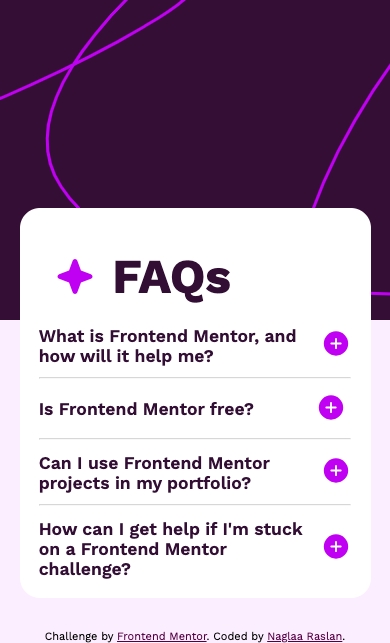 FAQs
What is Frontend Mentor, and
how will it help me?
Is Frontend Mentor free?
Can I use Frontend Mentor
projects in my portfolio?
How can I get help if I'm stuck
on a Frontend Mentor
challenge?
Challenge by Frontend Mentor. Coded by Naglaa Raslan.